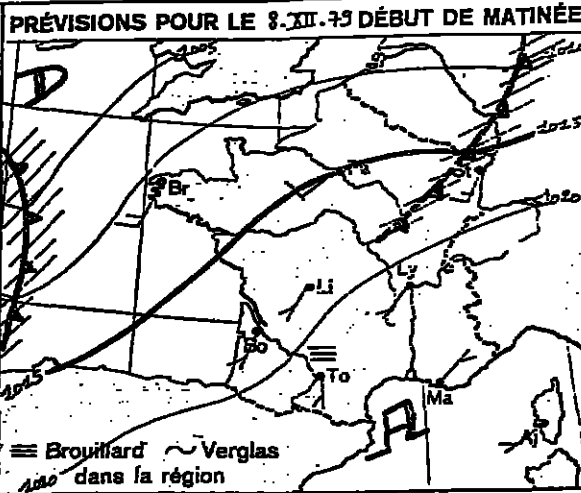 PRÉVISIONS POUR LE 8-XII-79 DÉBUT DE MATINÉE
1005
D
1015
Br
St
1020
Li
Ly
G
Bo
To
Ma
A
Aj
1015
≡ Brouillard ~ Verglas
dans la région